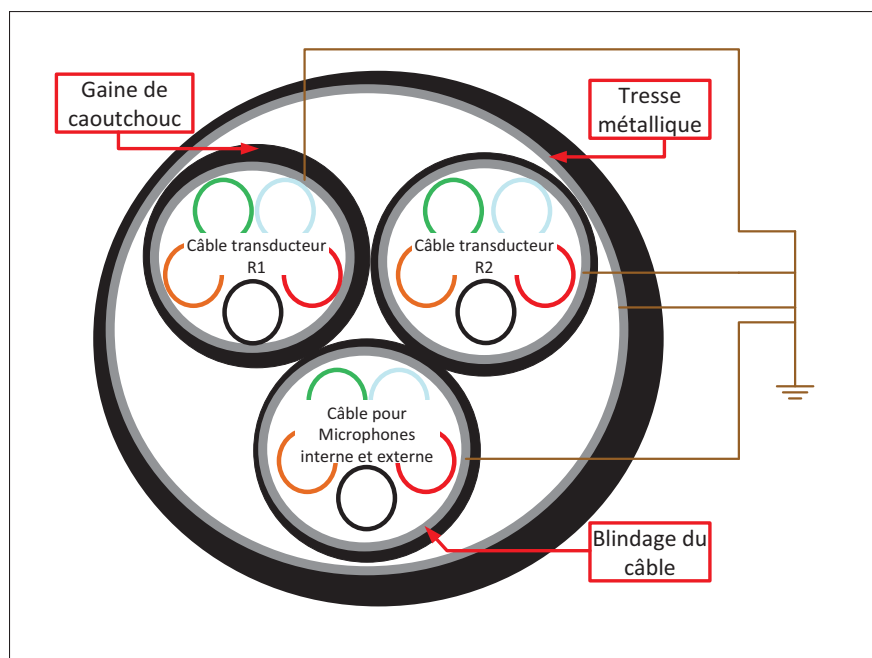 Gaine de
caoutchouc
Tresse
métallique
Câble transducteur
R1
Câble transducteur
R2
Câble pour
Microphones
interne et externe
Blindage du
câble